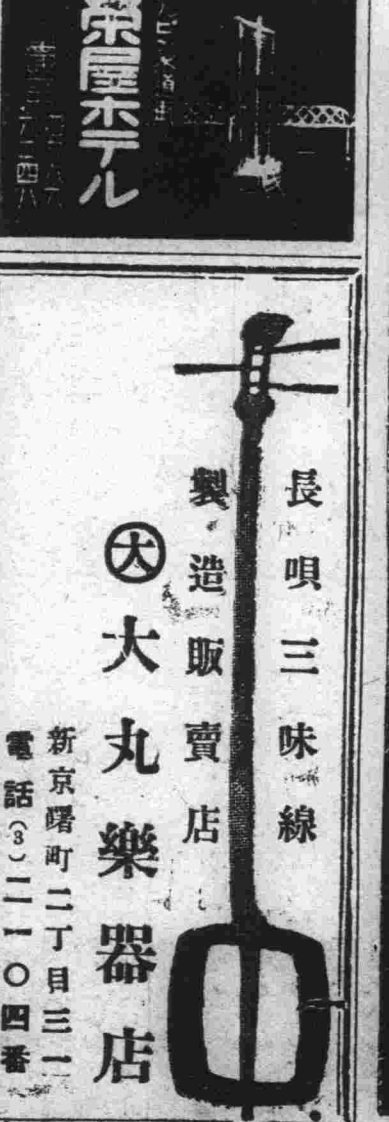 栄屋ホテル
長唄三味線
製造販賣店
大 大丸樂器店
新京曙町二丁目三一
電話(3)二一〇四番